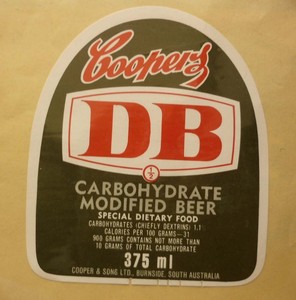 Coopers
DB
CARBOHYDRATE
MODIFIED BEER
SPECIAL DIETARY FOOD
CARBOHYDRATES (CHIEFLY DEXTRINS) 1.1
CALORIES PER 100 GRAMS—31
900 GRAMS CONTAINS NOT MORE THAN
10 GRAMS OF TOTAL CARBOHYDRATE
375 ml
COOPER & SONS LTD., BURNSIDE, SOUTH AUSTRALIA